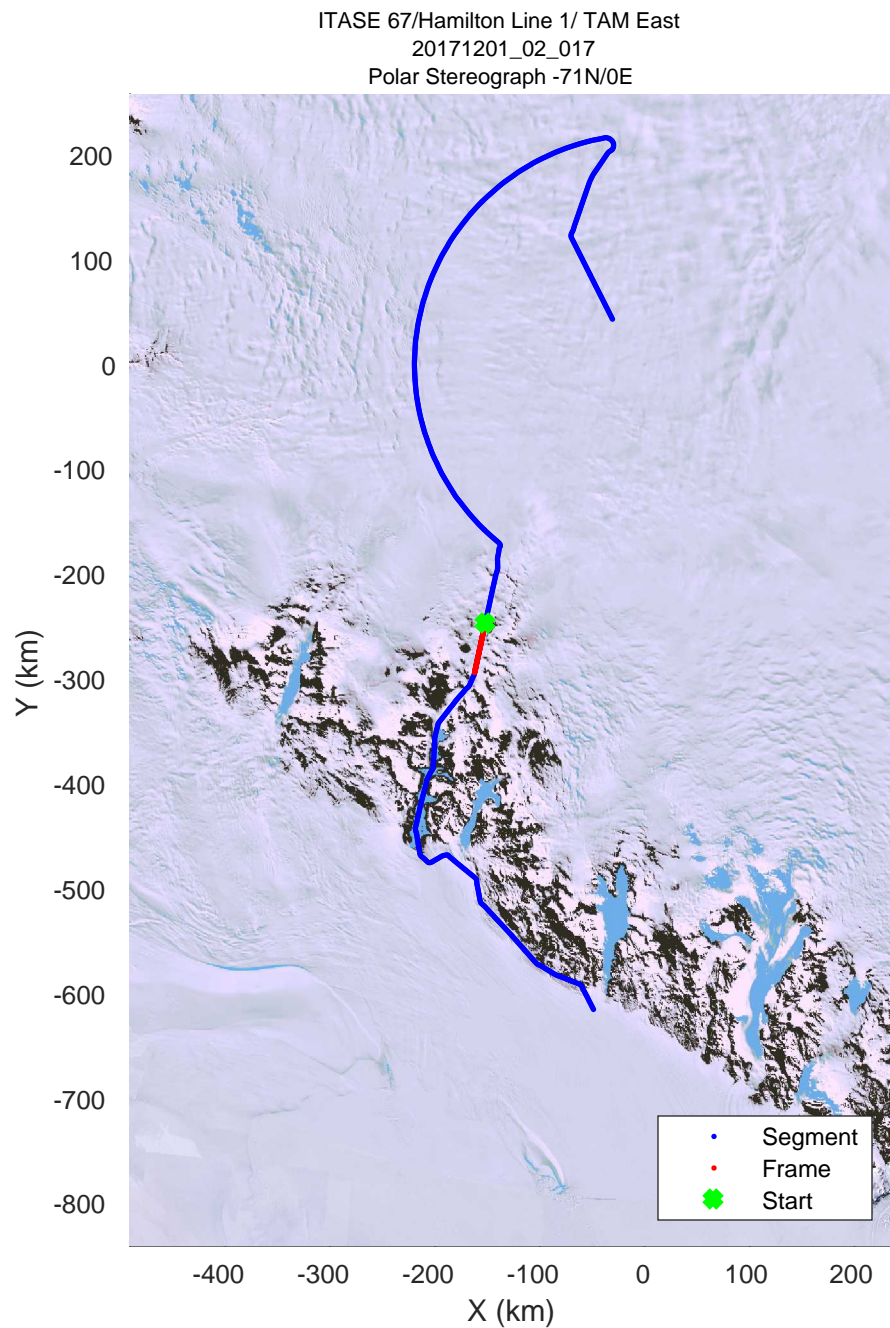 ITASE 67/Hamilton Line 1/ TAM East
20171201_02_017
Polar Stereograph -71N/0E
200
100
0
-100
-200
-300
-400
-500
-600
-700
-800
Y (km)
-400 -300 -200 -100 0 100 200
X (km)
Segment
Frame
Start